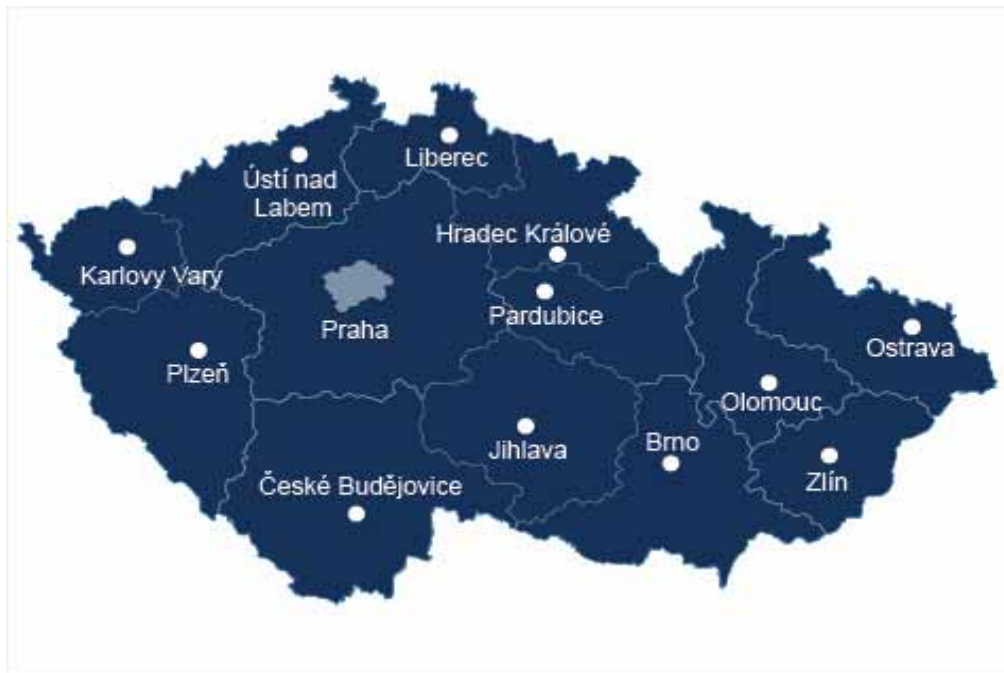 Liberec
Ústí nad
Labem
Hradec Králové
Karlovy Vary
Pardubice
Praha
Ostrava
Plzeň
Olomouc
Brno
Jihlava
Zlín
České Budějovice